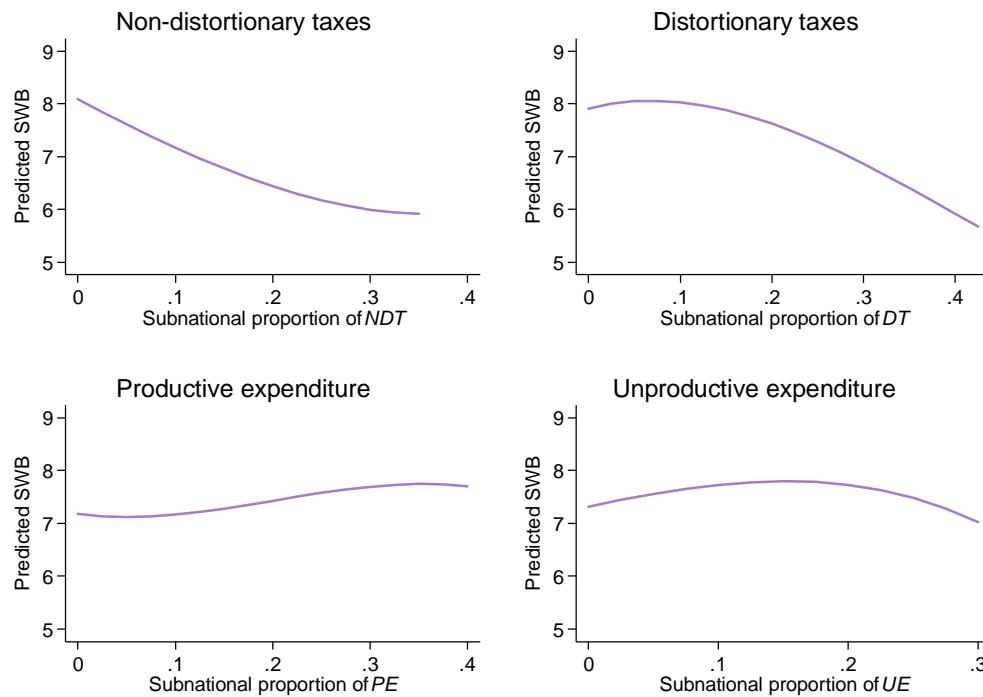 Non-distortionary taxes
Predicted SWB
9
8
7
6
5
0 .1 .2 .3 .4
Subnational proportion of NDT
Distortionary taxes
Predicted SWB
9
8
7
6
5
0 .1 .2 .3 .4
Subnational proportion of DT
Productive expenditure
Predicted SWB
9
8
7
6
5
0 .1 .2 .3 .4
Subnational proportion of PE
Unproductive expenditure
Predicted SWB
9
8
7
6
5
0 .1 .2 .3
Subnational proportion of UE